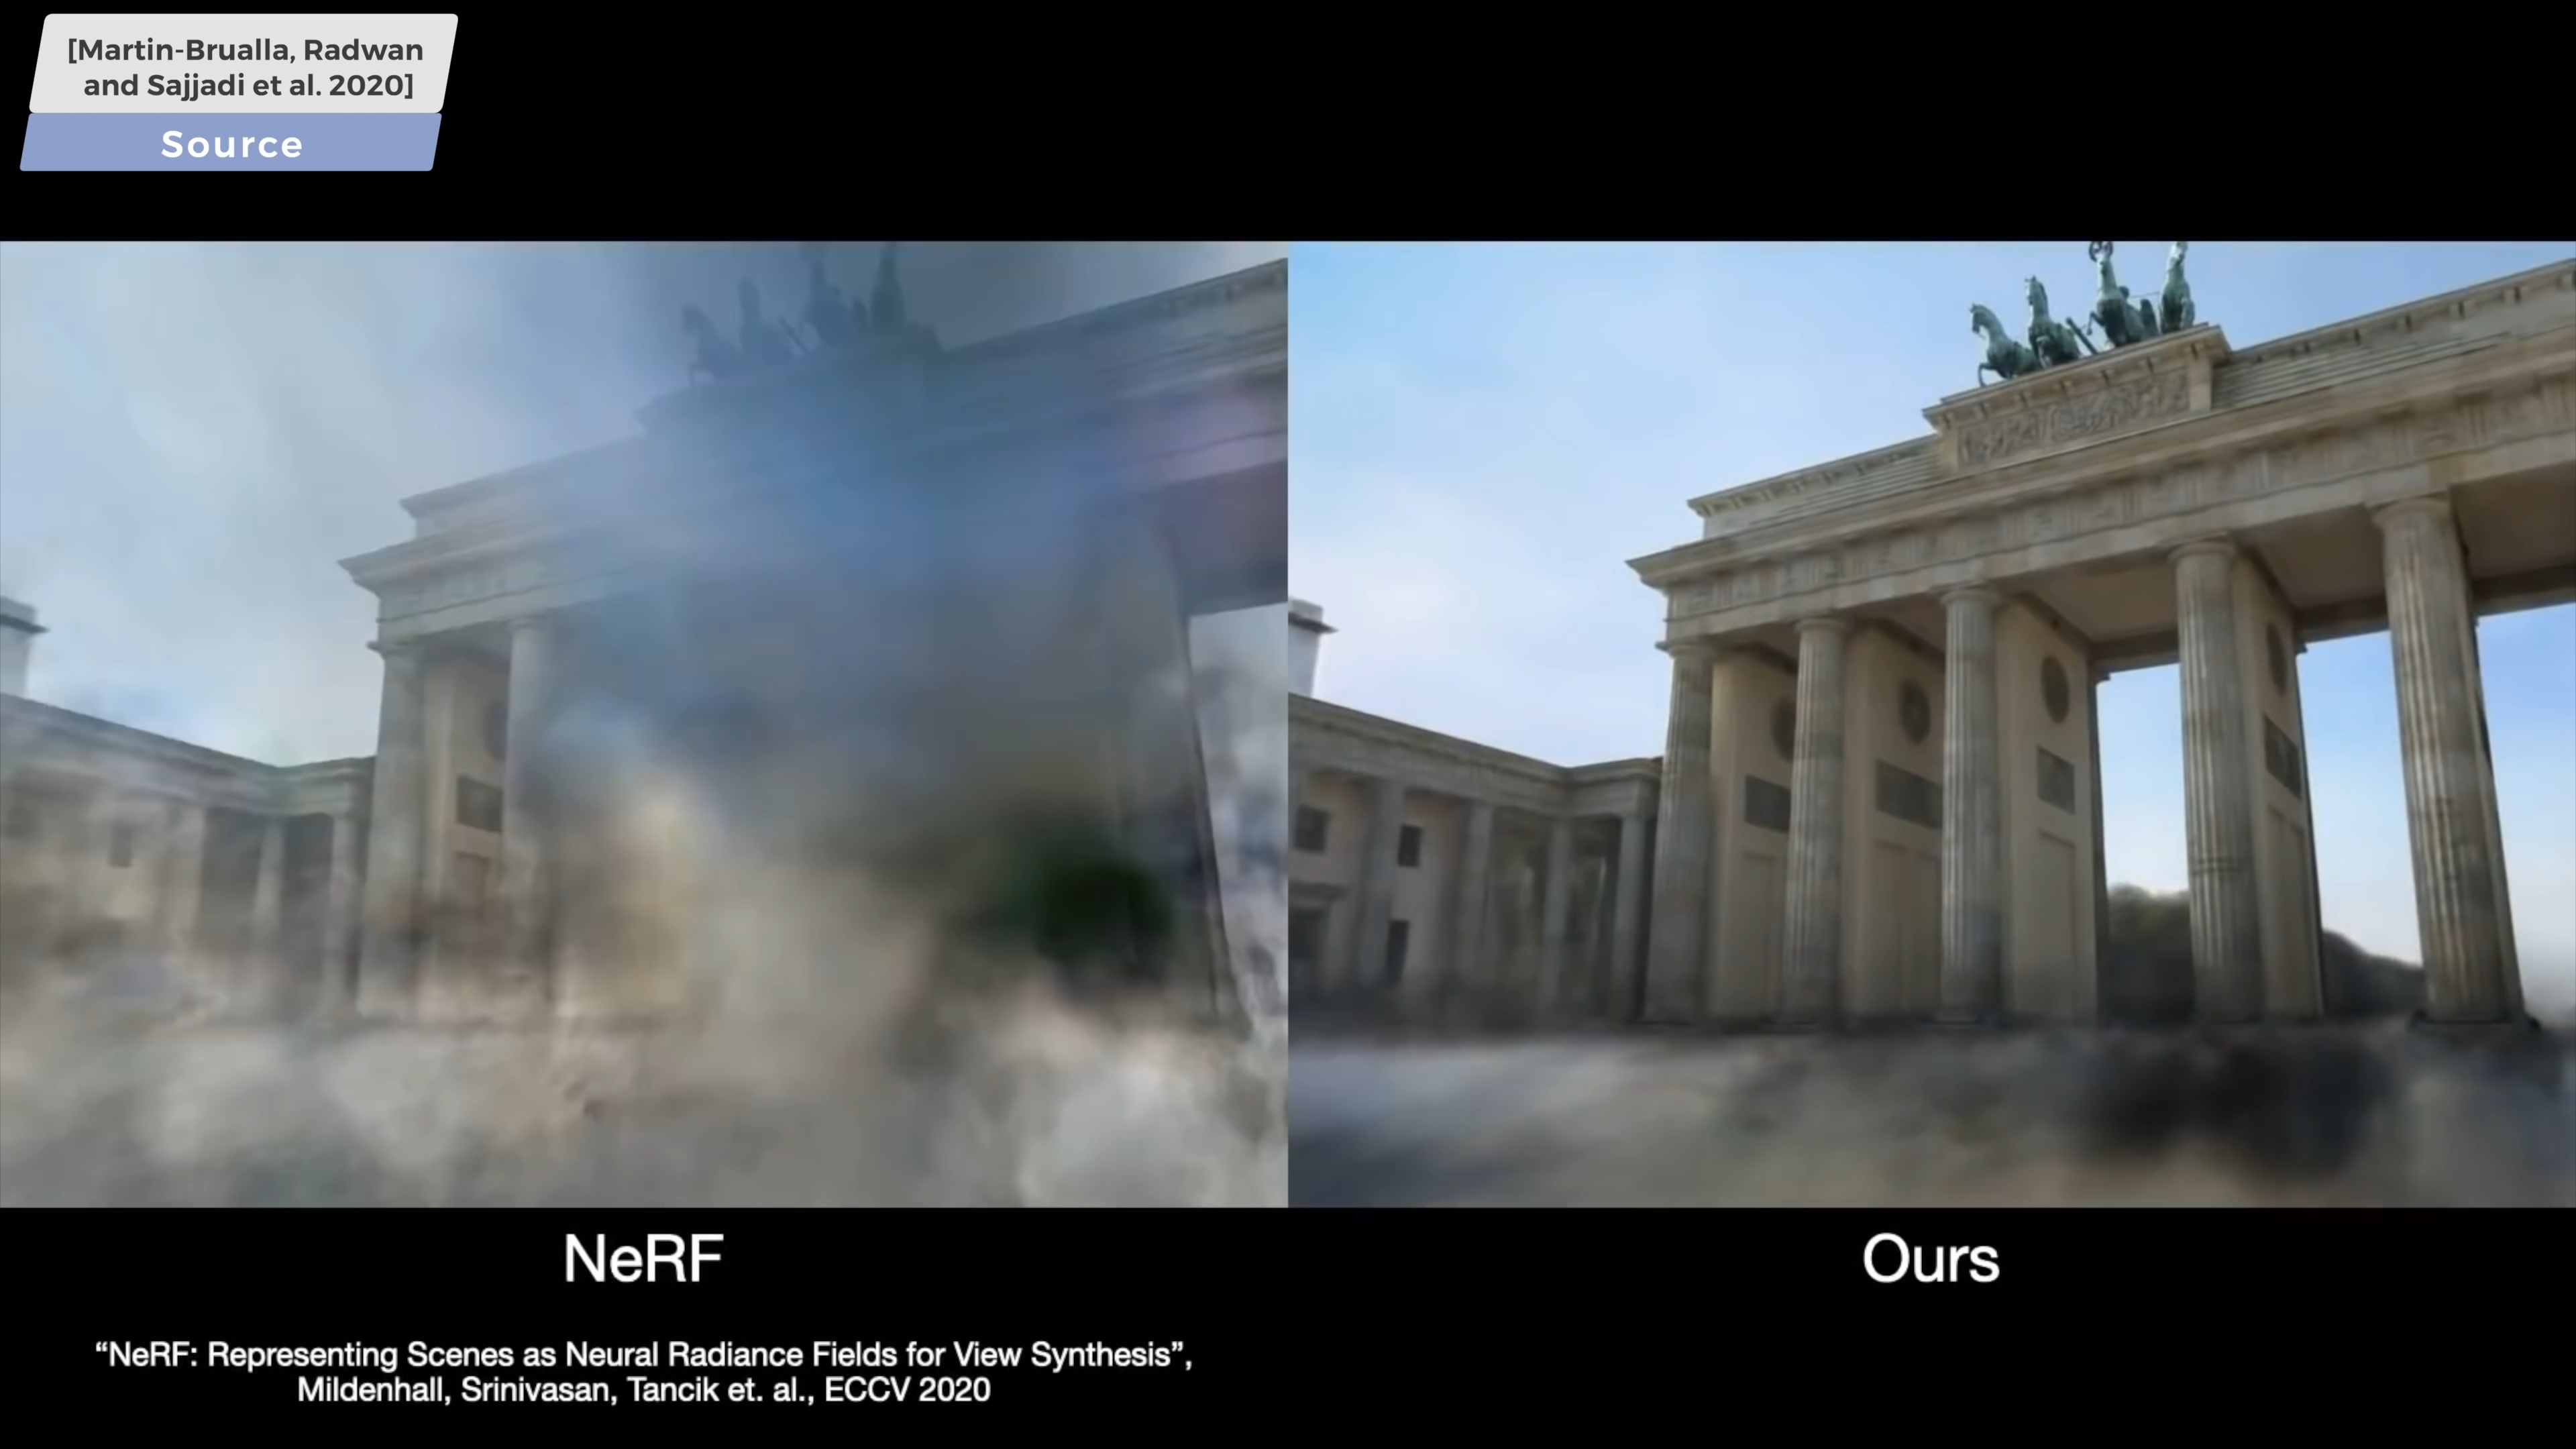 [Martin-Brualla, Radwan
and Sajjadi et al. 2020]
Source
NeRF
Ours
“NeRF: Representing Scenes as Neural Radiance Fields for View Synthesis”,
Mildenhall, Srinivasan, Tancik et. al., ECCV 2020